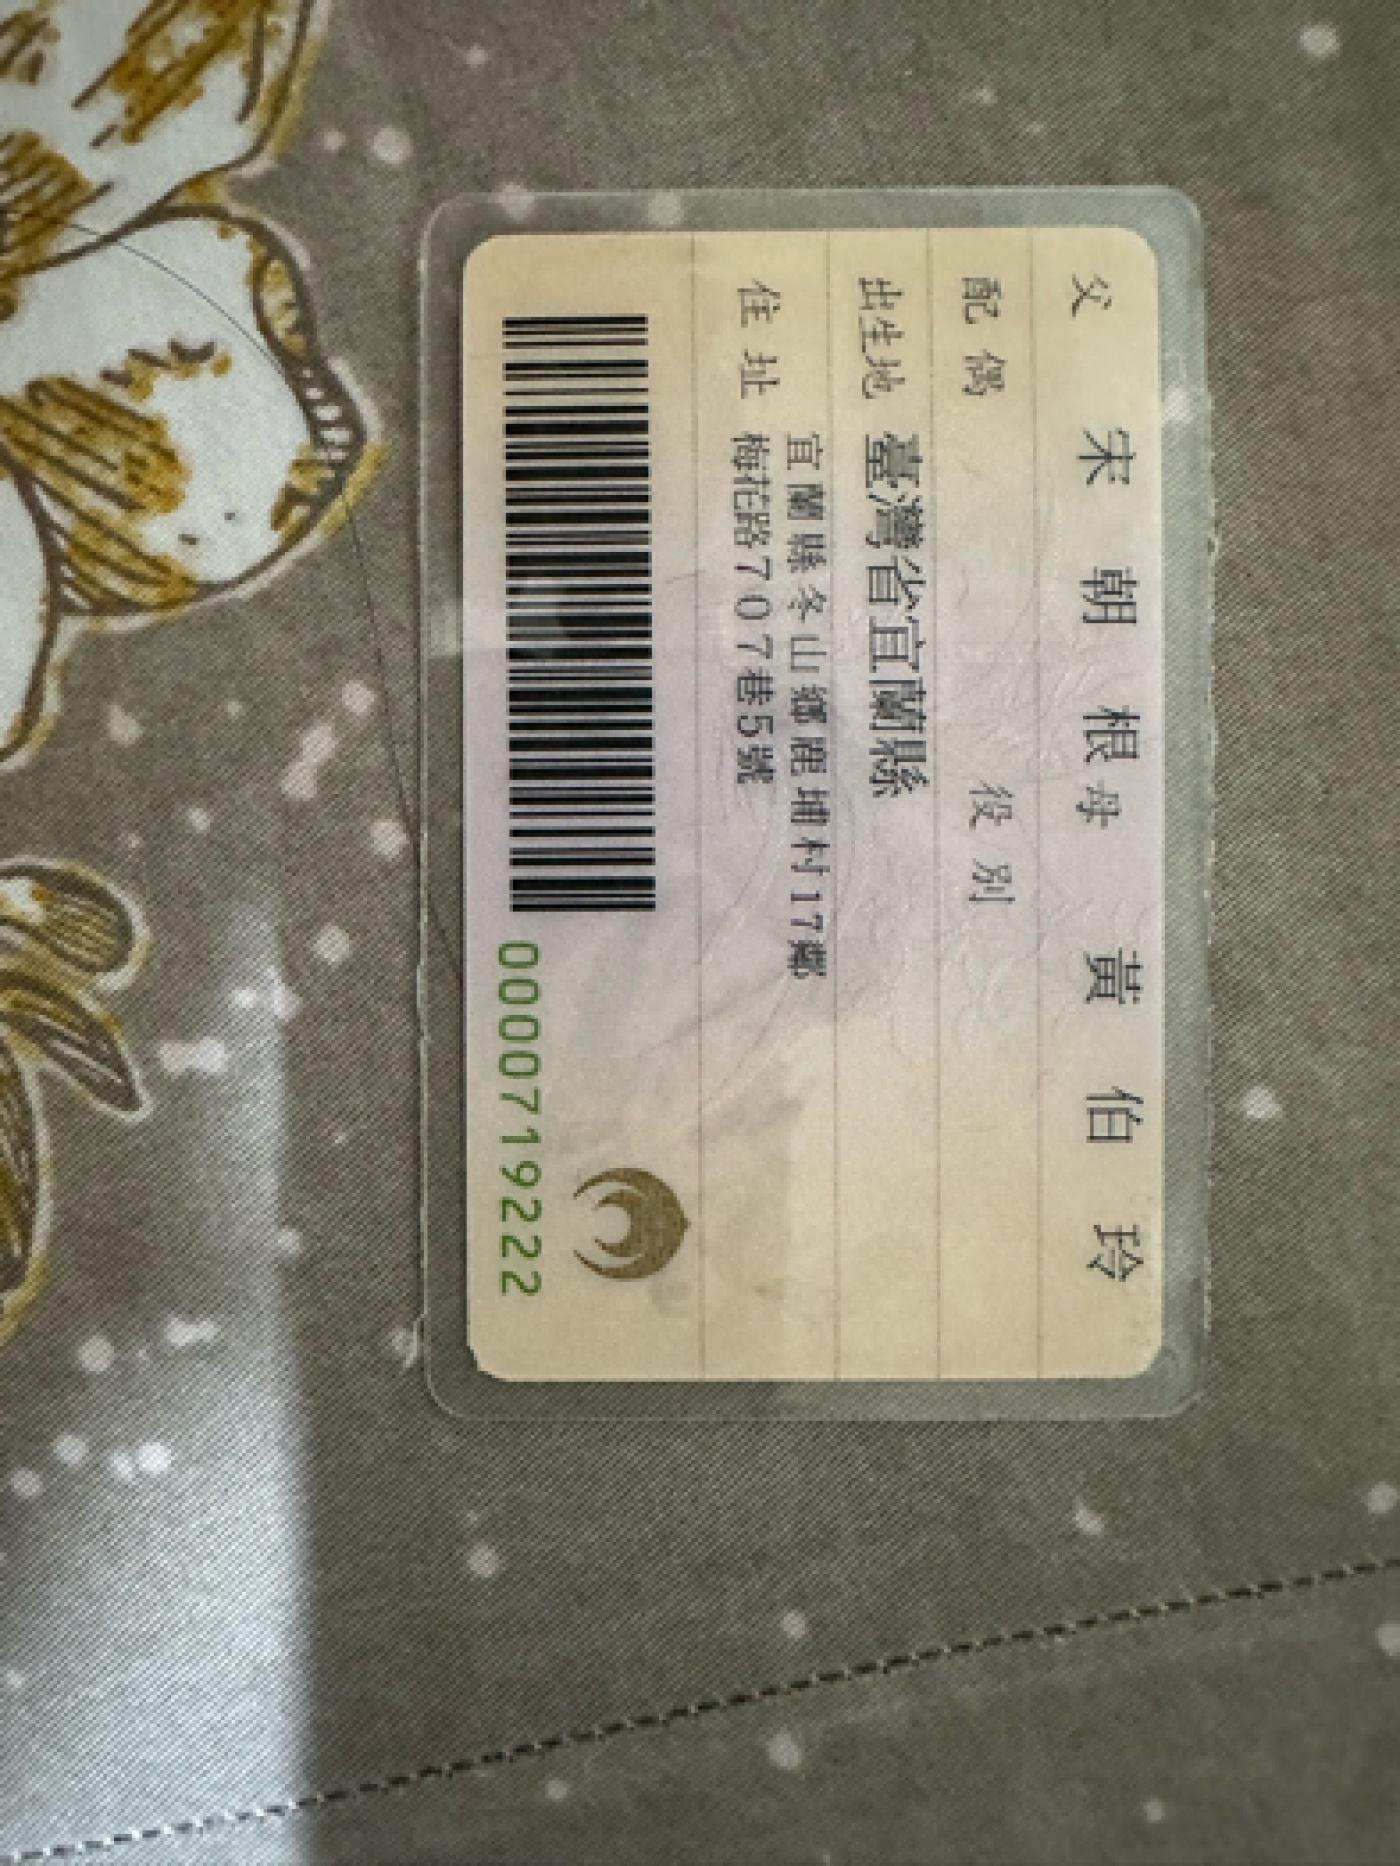 父 宋朝根 母 黃伯玲
配偶 役別
出生地 臺灣省宜蘭縣
住址 宜蘭縣冬山鄉鹿埔村17鄰
梅花路707巷5號
0000719222